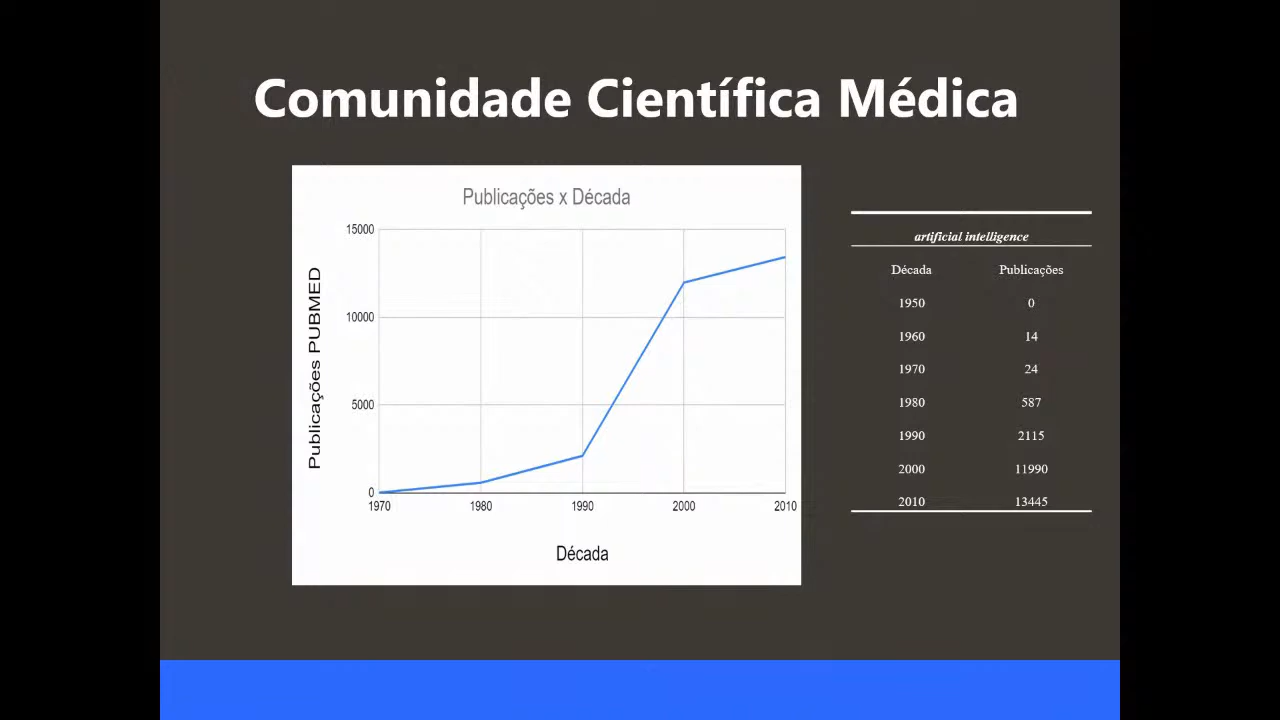 Comunidade Científica Médica
Publicações x Década
Publicações PUBMED
15000
10000
5000
0
1970 1980 1990 2000 2010
Década
artificial intelligence
Década Publicações
1950 0
1960 14
1970 24
1980 587
1990 2115
2000 11990
2010 13445